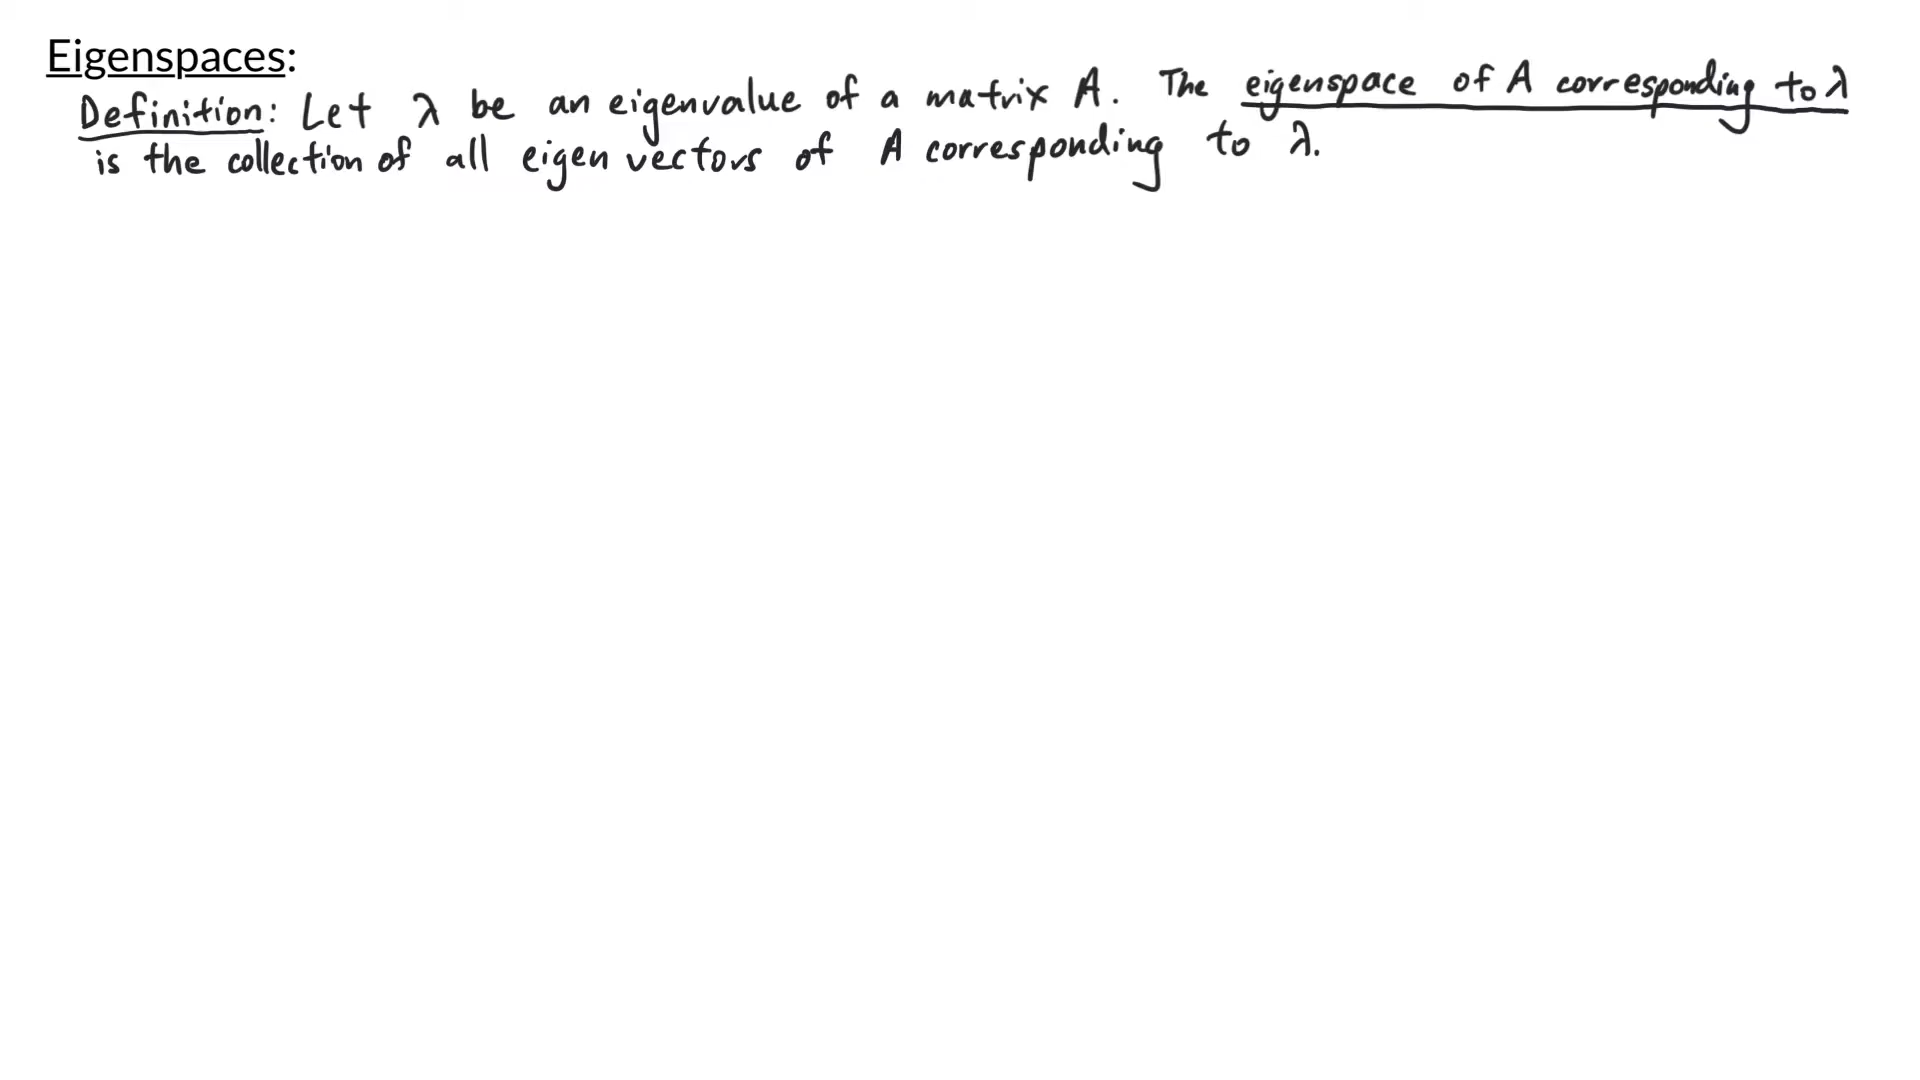 Eigenspaces:
Definition: Let λ be an eigenvalue of a matrix A. The eigenspace of A corresponding to λ
is the collection of all eigen vectors of A corresponding to λ.